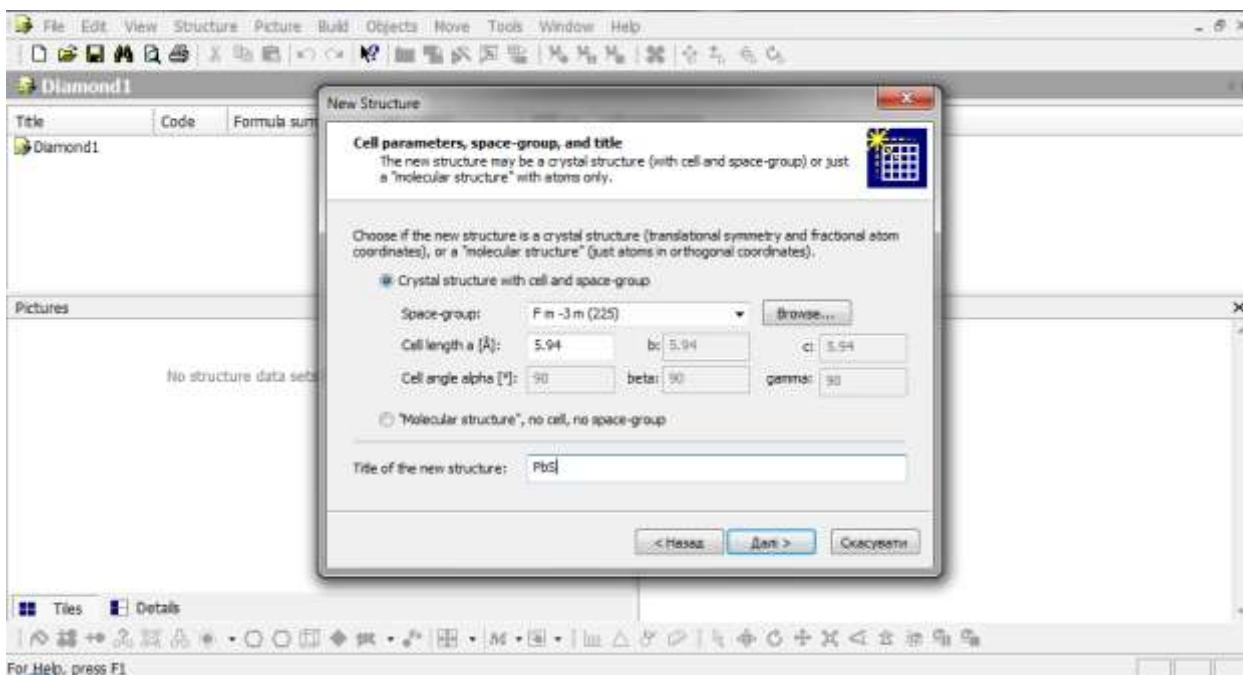 File Edit View Structure Picture Build Objects Move Tools Window Help
Diamond1
Title Code Formula sum
Diamond1
New Structure
Cell parameters, space-group, and title
The new structure may be a crystal structure (with cell and space-group) or just
a "molecular structure" with atoms only.
Choose if the new structure is a crystal structure (translational symmetry and fractional atom
coordinates), or a "molecular structure" (just atoms in orthogonal coordinates).
Crystal structure with cell and space-group
Space-group: F m -3 m (225) Browse...
Cell length a [Å]: 5.94 b: 5.94 c: 5.94
Cell angle alpha [°]: 90 beta: 90 gamma: 90
"Molecular structure", no cell, no space-group
Title of the new structure: PbS
< Назад Далі > Скасувати
Pictures
No structure data sets
Tiles Details
For Help, press F1